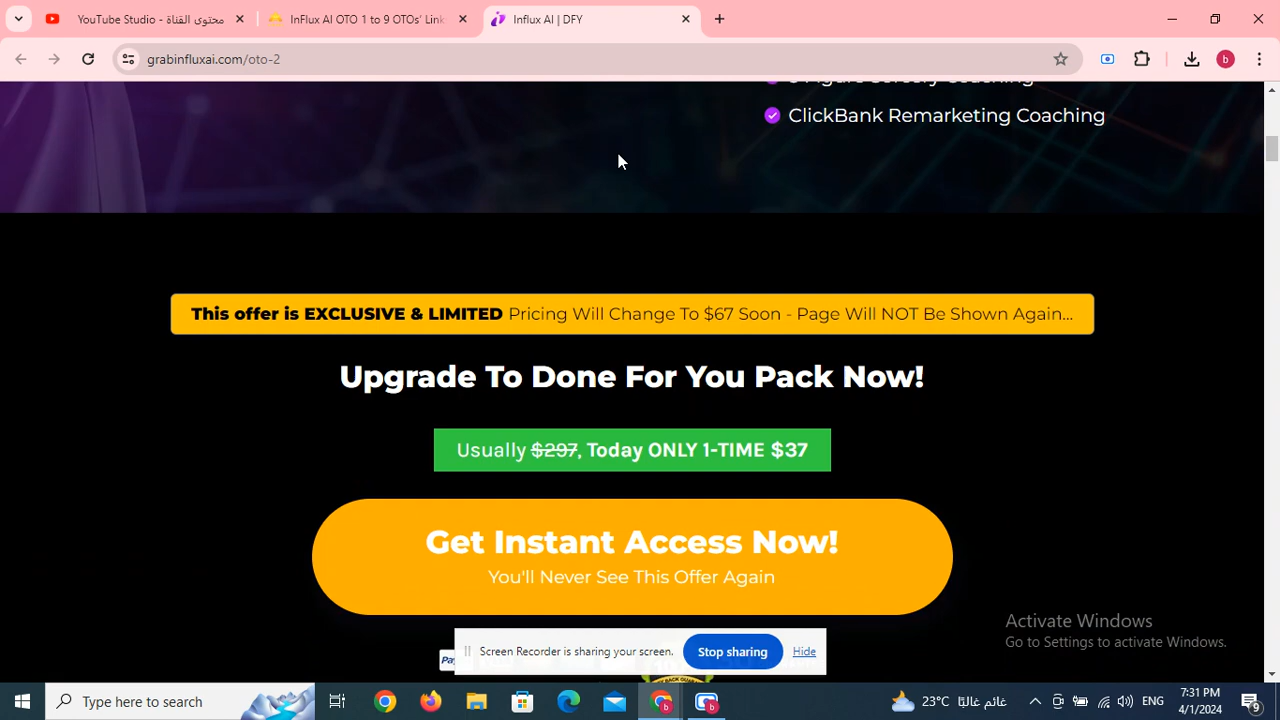 YouTube Studio - محتوى القناة
InFlux AI OTO 1 to 9 OTOs' Link
Influx AI | DFY
grabinfluxai.com/oto-2
ClickBank Remarketing Coaching
This offer is EXCLUSIVE & LIMITED Pricing Will Change To $67 Soon - Page Will NOT Be Shown Again...
Upgrade To Done For You Pack Now!
Usually $297, Today ONLY 1-TIME $37
Get Instant Access Now!
You'll Never See This Offer Again
Activate Windows
Go to Settings to activate Windows.
Screen Recorder is sharing your screen.
Stop sharing
Hide
Type here to search
23°C غائم غالبًا
ENG
7:31 PM
4/1/2024